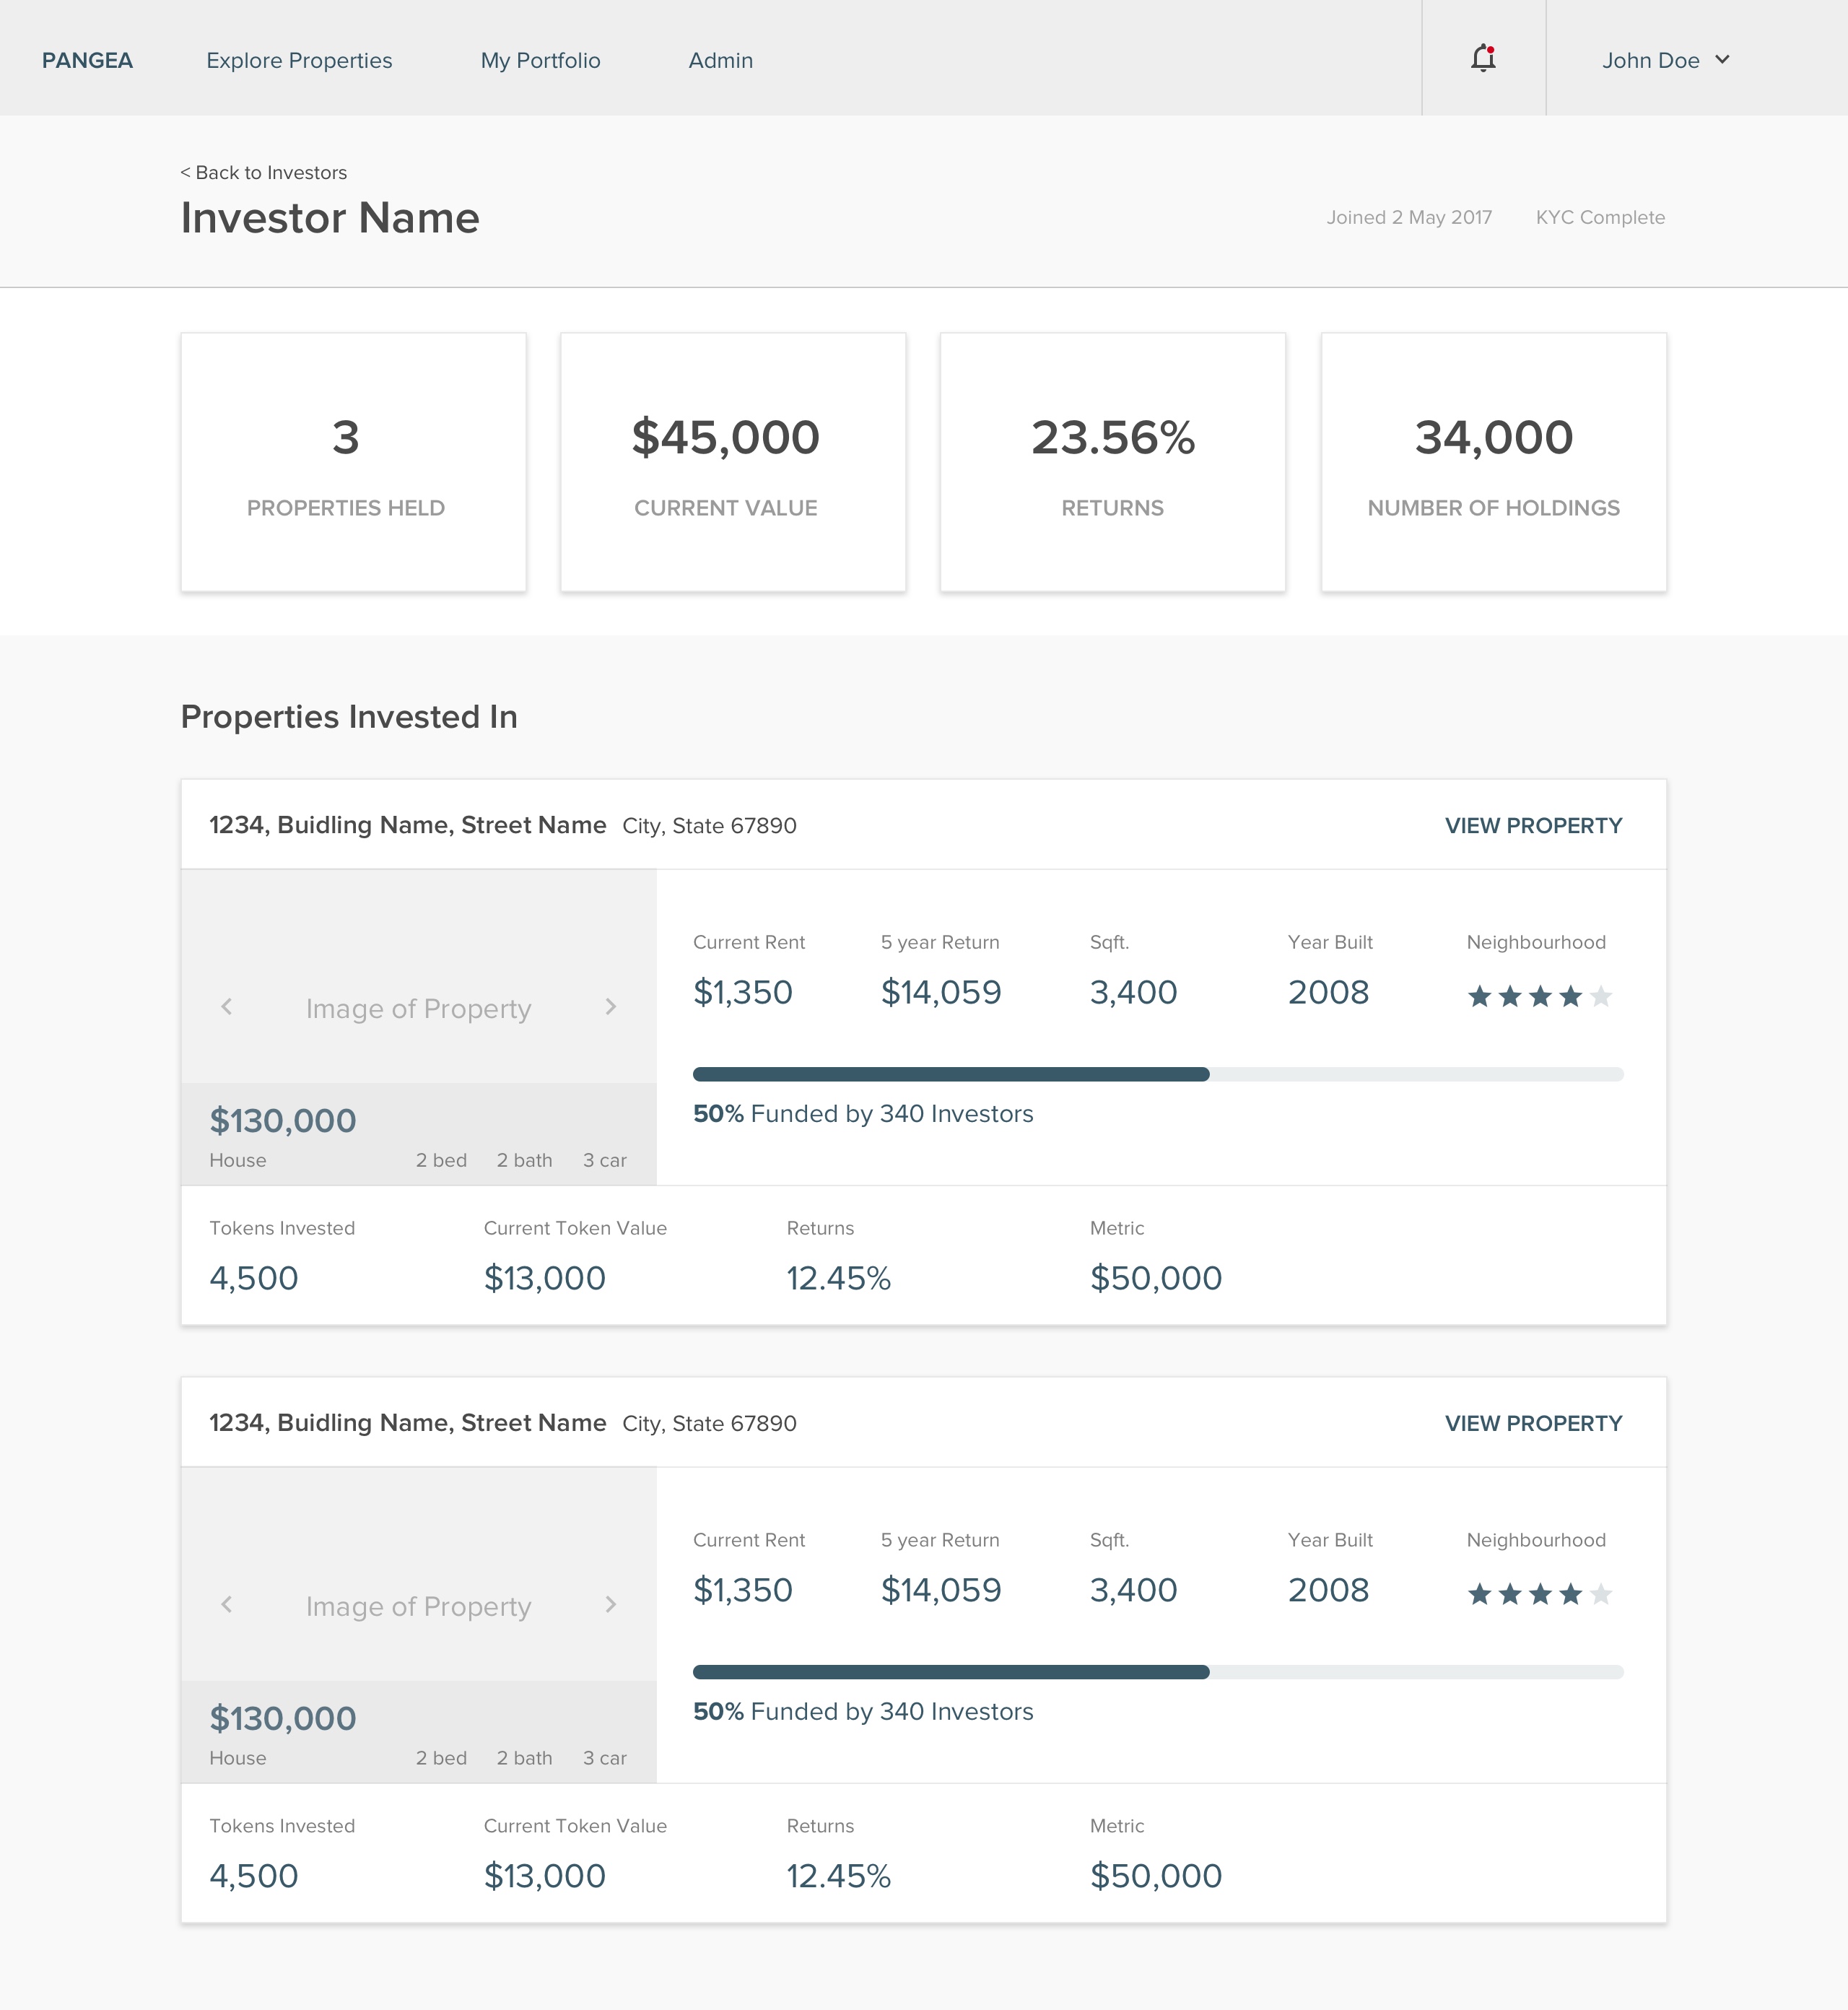 PANGEA Explore Properties My Portfolio Admin John Doe
< Back to Investors
Investor Name Joined 2 May 2017 KYC Complete
3 $45,000 23.56% 34,000
PROPERTIES HELD CURRENT VALUE RETURNS NUMBER OF HOLDINGS
Properties Invested In
1234, Buidling Name, Street Name City, State 67890 VIEW PROPERTY
Current Rent 5 year Return Sqft. Year Built Neighbourhood
$1,350 $14,059 3,400 2008
Image of Property
50% Funded by 340 Investors
$130,000
House 2 bed 2 bath 3 car
Tokens Invested Current Token Value Returns Metric
4,500 $13,000 12.45% $50,000
1234, Buidling Name, Street Name City, State 67890 VIEW PROPERTY
Current Rent 5 year Return Sqft. Year Built Neighbourhood
$1,350 $14,059 3,400 2008
Image of Property
50% Funded by 340 Investors
$130,000
House 2 bed 2 bath 3 car
Tokens Invested Current Token Value Returns Metric
4,500 $13,000 12.45% $50,000